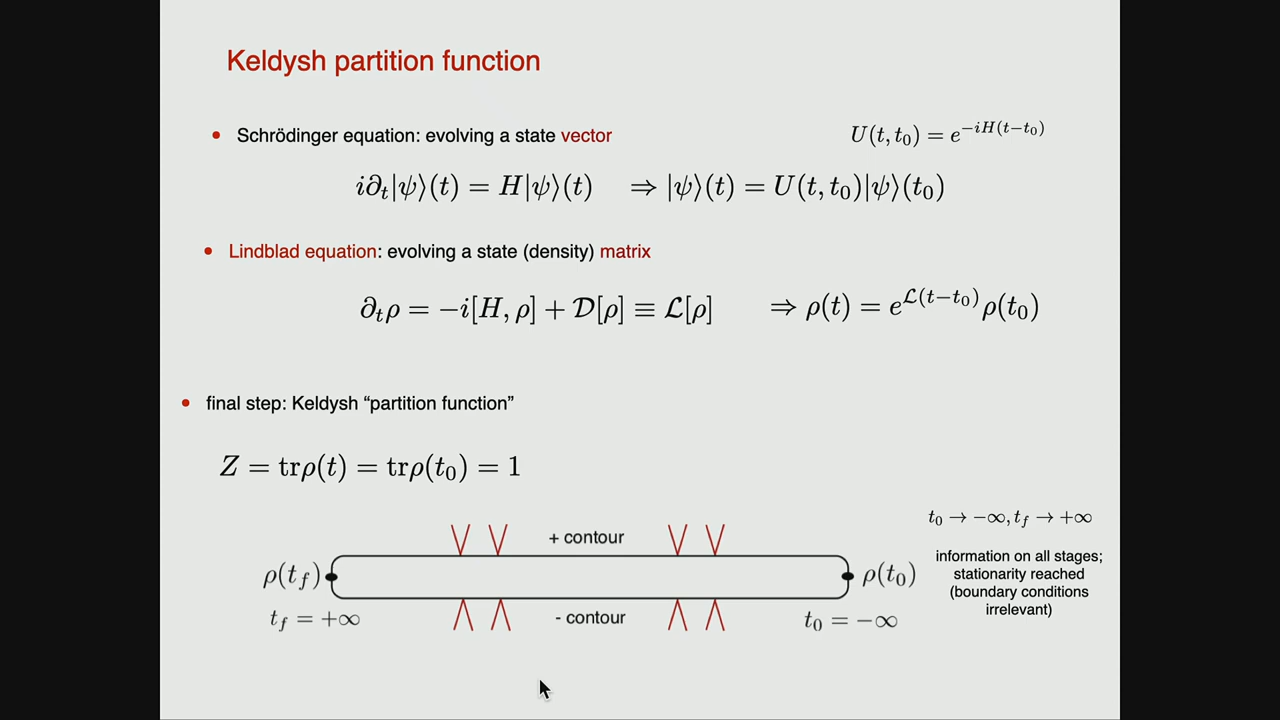 Keldysh partition function
• Schrödinger equation: evolving a state vector
U(t, t₀) = e^{−iH(t−t₀)}
i∂ₜ|ψ⟩(t) = H|ψ⟩(t) ⇒ |ψ⟩(t) = U(t, t₀)|ψ⟩(t₀)
• Lindblad equation: evolving a state (density) matrix
∂ₜρ = −i[H, ρ] + 𝒟[ρ] ≡ ℒ[ρ] ⇒ ρ(t) = e^{ℒ(t−t₀)}ρ(t₀)
• final step: Keldysh “partition function”
Z = trρ(t) = trρ(t₀) = 1
t₀ → −∞, t_f → +∞
+ contour
information on all stages;
stationarity reached
(boundary conditions
irrelevant)
ρ(t_f)
ρ(t₀)
t_f = +∞
- contour
t₀ = −∞